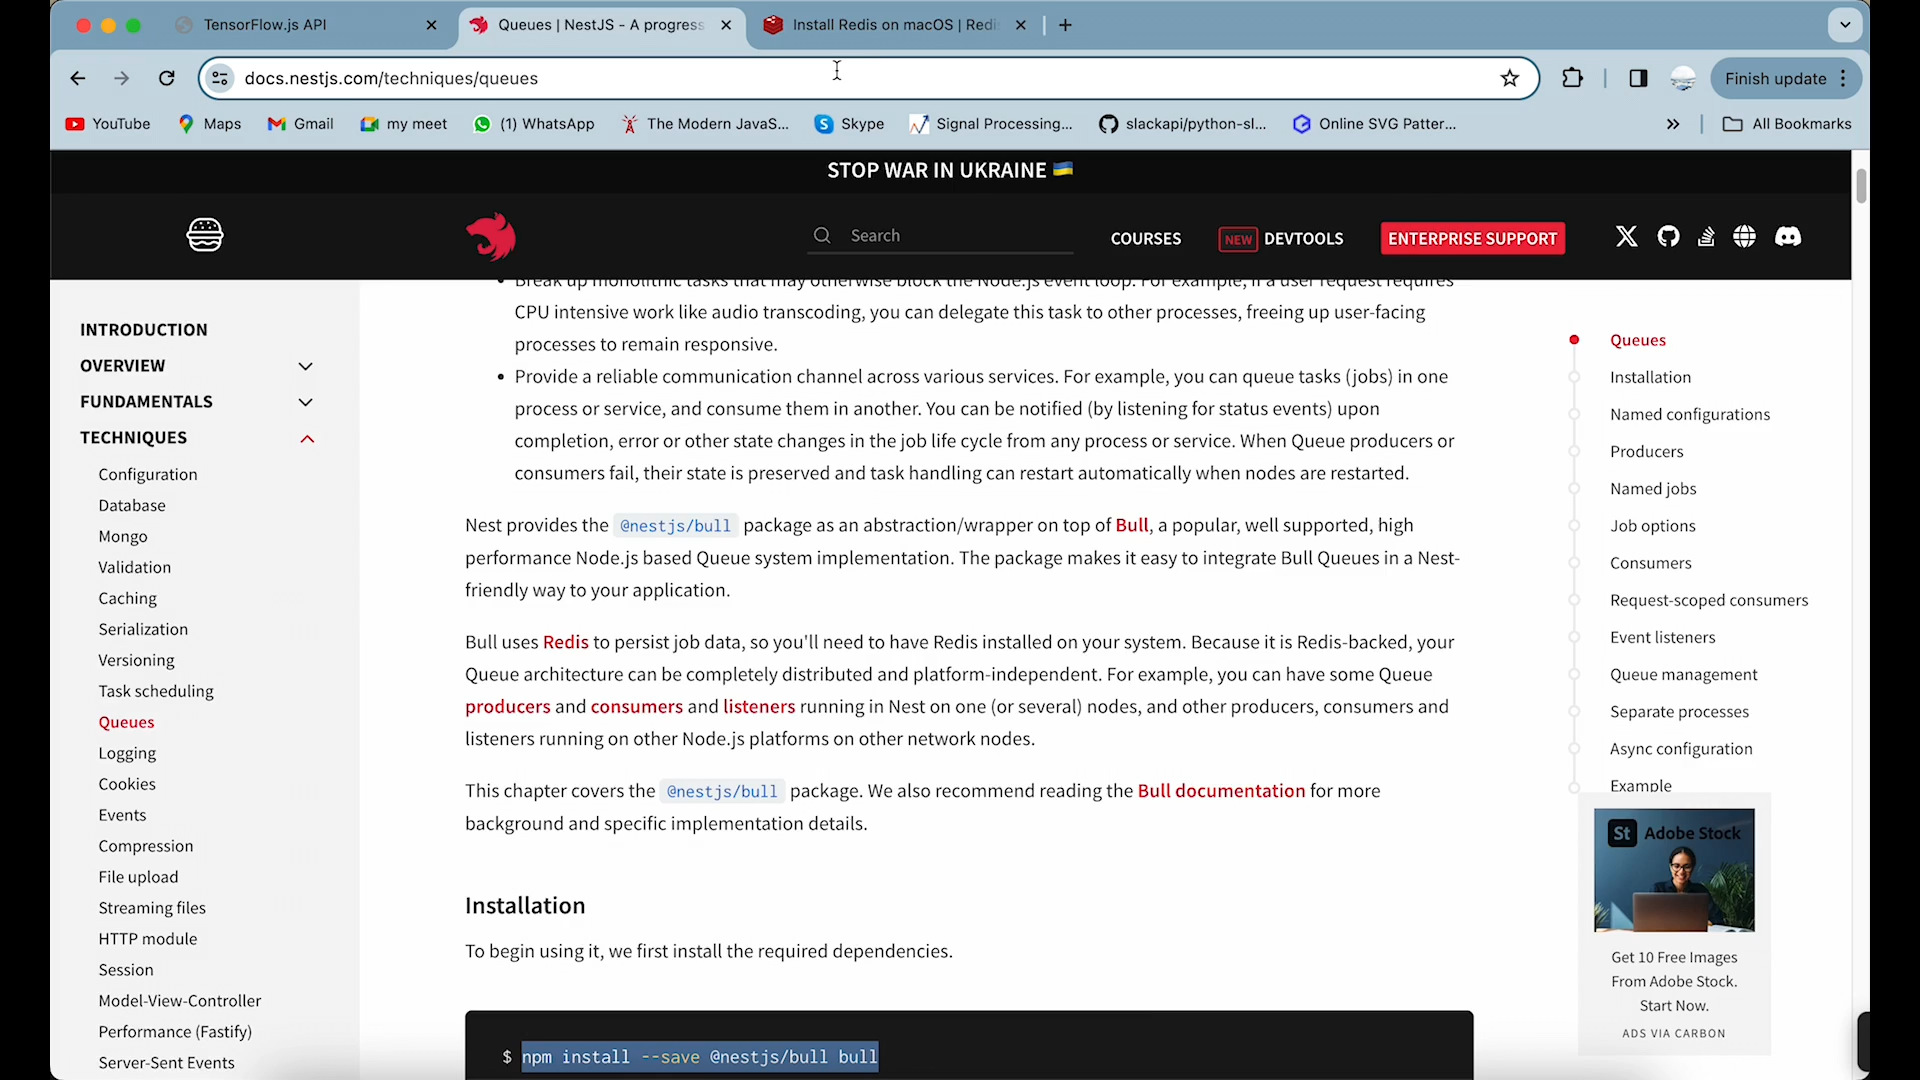 TensorFlow.js API
Queues | NestJS - A progress
Install Redis on macOS | Redi
docs.nestjs.com/techniques/queues
Finish update
YouTube
Maps
Gmail
my meet
(1) WhatsApp
The Modern JavaS...
Skype
Signal Processing...
slackapi/python-sl...
Online SVG Patter...
All Bookmarks
STOP WAR IN UKRAINE 🇺🇦
Search
COURSES
NEW
DEVTOOLS
ENTERPRISE SUPPORT
INTRODUCTION
OVERVIEW
FUNDAMENTALS
TECHNIQUES
Configuration
Database
Mongo
Validation
Caching
Serialization
Versioning
Task scheduling
Queues
Logging
Cookies
Events
Compression
File upload
Streaming files
HTTP module
Session
Model-View-Controller
Performance (Fastify)
Server-Sent Events
• Break up monolithic tasks that may otherwise block the Node.js event loop. For example, if a user request requires
CPU intensive work like audio transcoding, you can delegate this task to other processes, freeing up user-facing
processes to remain responsive.
• Provide a reliable communication channel across various services. For example, you can queue tasks (jobs) in one
process or service, and consume them in another. You can be notified (by listening for status events) upon
completion, error or other state changes in the job life cycle from any process or service. When Queue producers or
consumers fail, their state is preserved and task handling can restart automatically when nodes are restarted.
Nest provides the @nestjs/bull package as an abstraction/wrapper on top of Bull, a popular, well supported, high
performance Node.js based Queue system implementation. The package makes it easy to integrate Bull Queues in a Nest-
friendly way to your application.
Bull uses Redis to persist job data, so you'll need to have Redis installed on your system. Because it is Redis-backed, your
Queue architecture can be completely distributed and platform-independent. For example, you can have some Queue
producers and consumers and listeners running in Nest on one (or several) nodes, and other producers, consumers and
listeners running on other Node.js platforms on other network nodes.
This chapter covers the @nestjs/bull package. We also recommend reading the Bull documentation for more
background and specific implementation details.
Installation
To begin using it, we first install the required dependencies.
$ npm install --save @nestjs/bull bull
Queues
Installation
Named configurations
Producers
Named jobs
Job options
Consumers
Request-scoped consumers
Event listeners
Queue management
Separate processes
Async configuration
Example
St Adobe Stock
Get 10 Free Images
From Adobe Stock.
Start Now.
ADS VIA CARBON